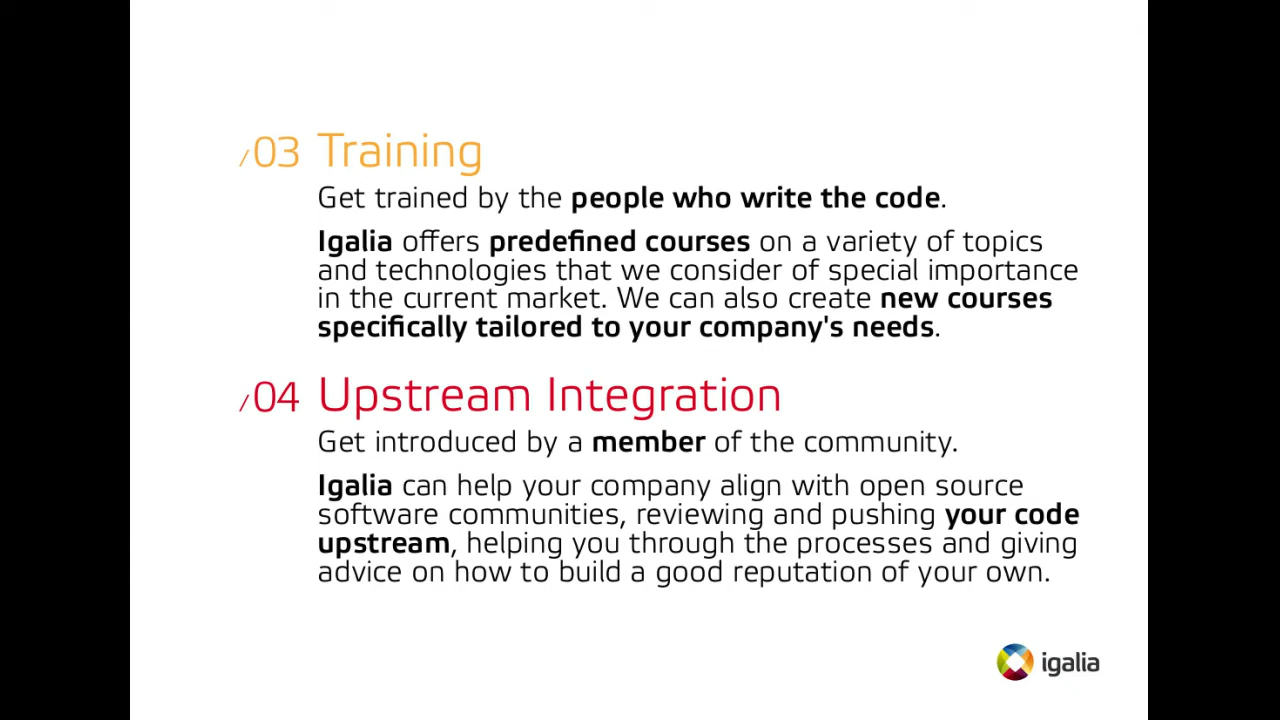 /03 Training
Get trained by the people who write the code.
Igalia offers predefined courses on a variety of topics
and technologies that we consider of special importance
in the current market. We can also create new courses
specifically tailored to your company's needs.
/04 Upstream Integration
Get introduced by a member of the community.
Igalia can help your company align with open source
software communities, reviewing and pushing your code
upstream, helping you through the processes and giving
advice on how to build a good reputation of your own.
igalia